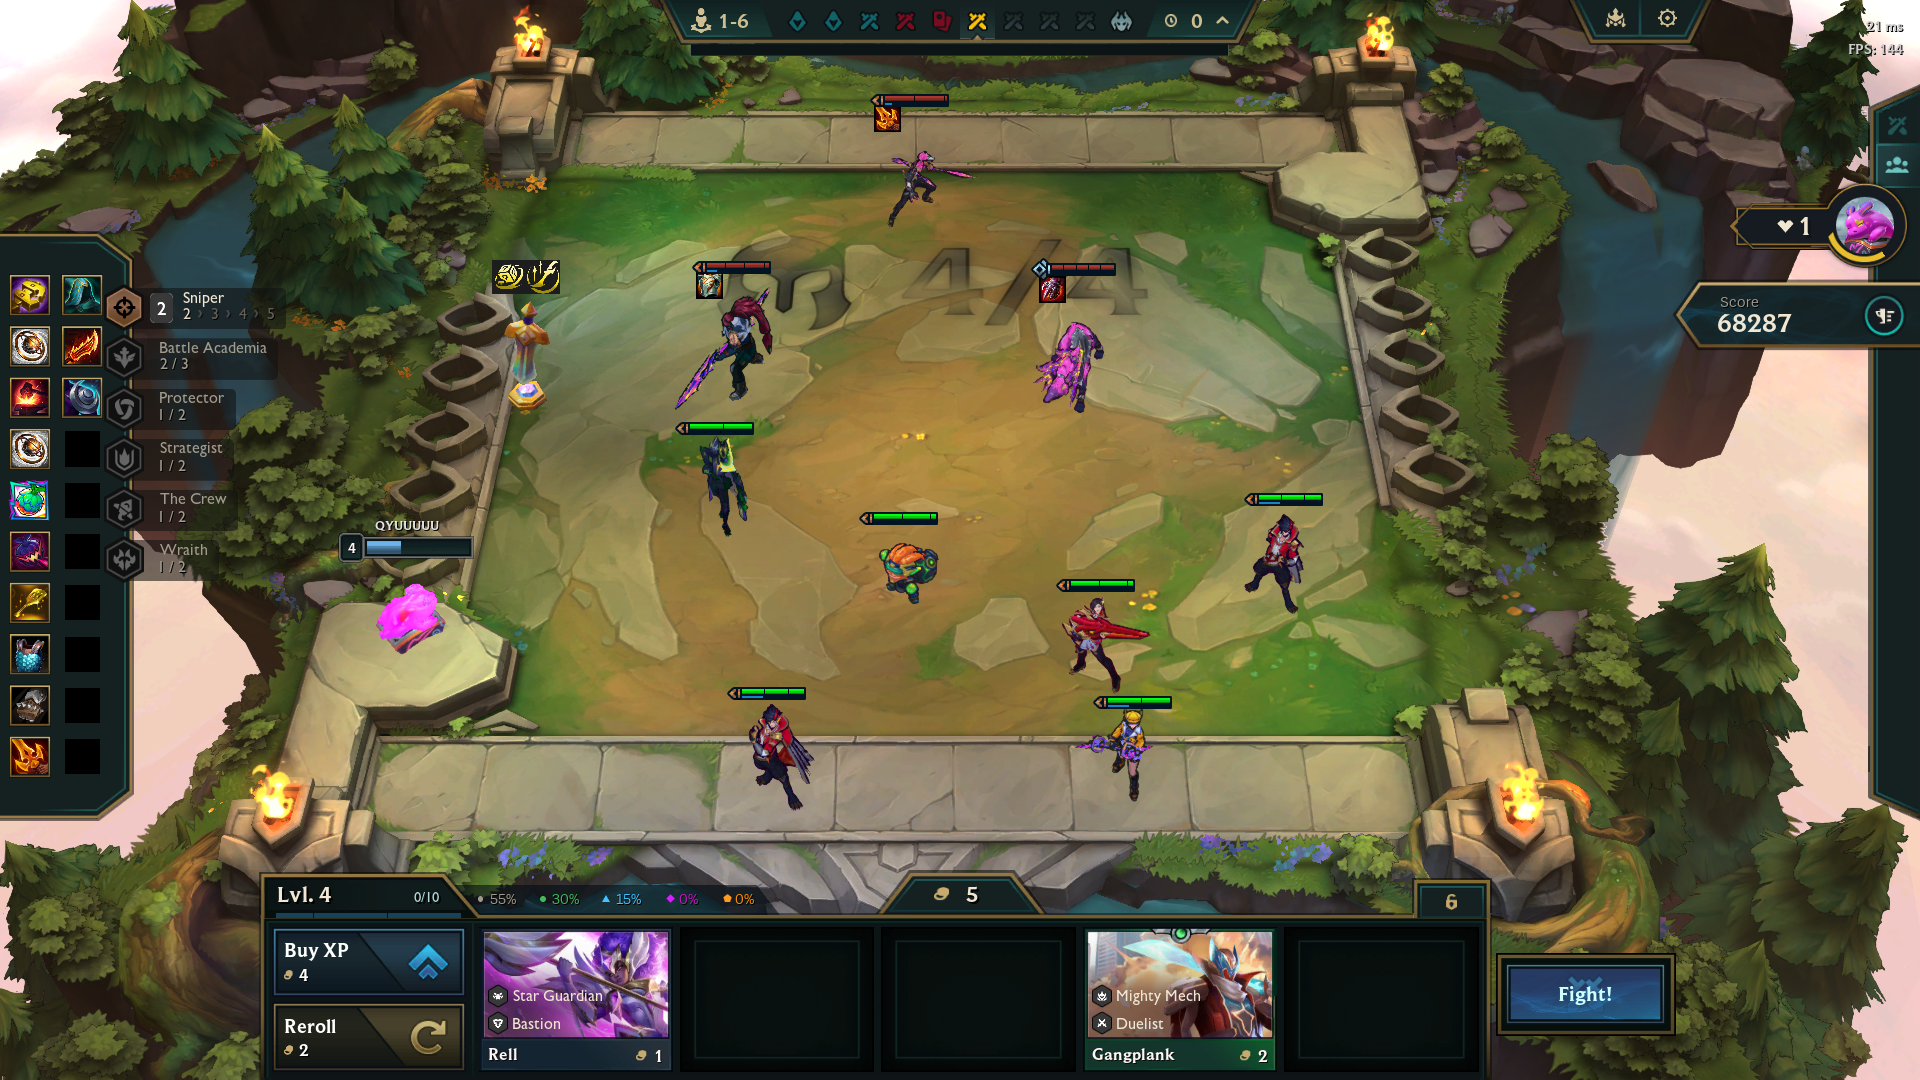 1-6
0
21 ms
FPS: 144
4/4
1
Score
68287
2
Sniper
2 › 3 › 4 › 5
Battle Academia
2 / 3
Protector
1 / 2
Strategist
1 / 2
The Crew
1 / 2
Wraith
1 / 2
QYUUUUU
4
Lvl. 4
0/10
55%
30%
15%
0%
0%
5
6
Buy XP
4
Reroll
2
Star Guardian
Bastion
Rell
1
Mighty Mech
Duelist
Gangplank
2
Fight!